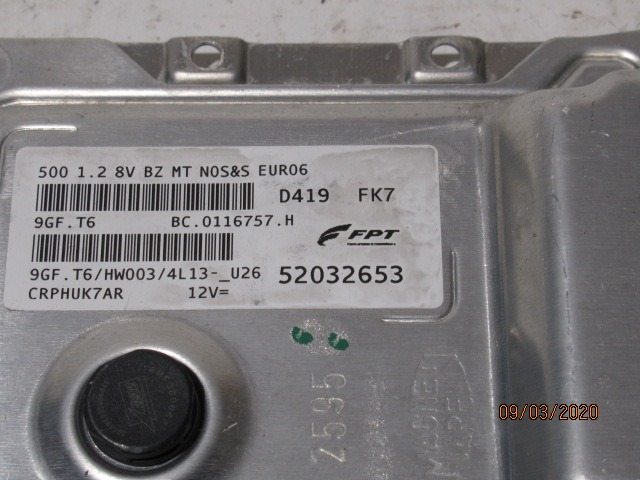 500 1.2 8V BZ MT NOS&S EURO6
D419 FK7
9GF.T6 BC.0116757.H
FPT
9GF.T6/HW003/4L13-_U26 52032653
CRPHUK7AR 12V=
2595
09/03/2020